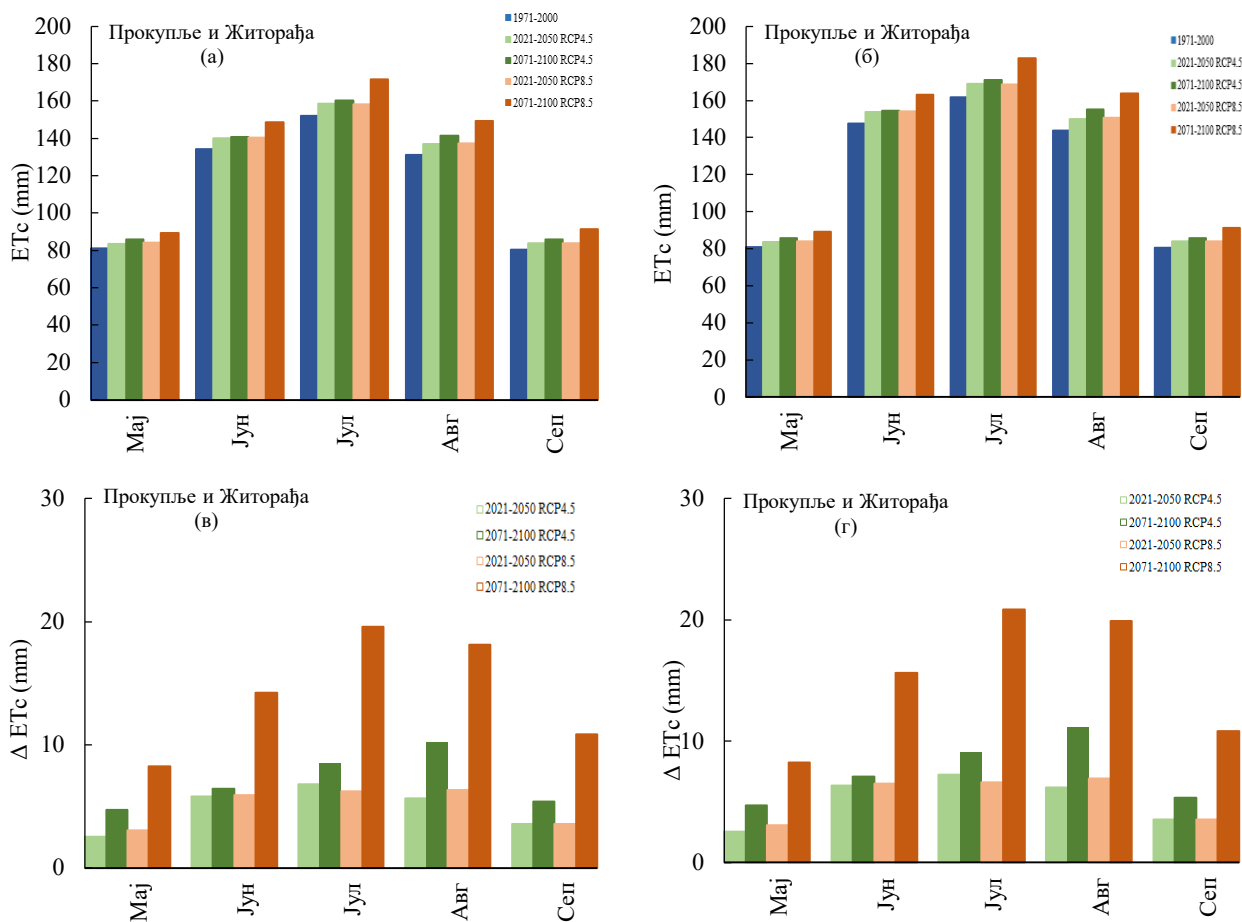 Прокупље и Житорађа
(а)
1971-2000
2021-2050 RCP4.5
2071-2100 RCP4.5
2021-2050 RCP8.5
2071-2100 RCP8.5
ETc (mm)
200
180
160
140
120
100
80
60
40
20
0
Мај
Јун
Јул
Авг
Сеп
Прокупље и Житорађа
(б)
1971-2000
2021-2050 RCP4.5
2071-2100 RCP4.5
2021-2050 RCP8.5
2071-2100 RCP8.5
ETc (mm)
200
180
160
140
120
100
80
60
40
20
0
Мај
Јун
Јул
Авг
Сеп
Прокупље и Житорађа
(в)
2021-2050 RCP4.5
2071-2100 RCP4.5
2021-2050 RCP8.5
2071-2100 RCP8.5
Δ ETc (mm)
30
20
10
0
Мај
Јун
Јул
Авг
Сеп
Прокупље и Житорађа
(г)
2021-2050 RCP4.5
2071-2100 RCP4.5
2021-2050 RCP8.5
2071-2100 RCP8.5
Δ ETc (mm)
30
20
10
0
Мај
Јун
Јул
Авг
Сеп